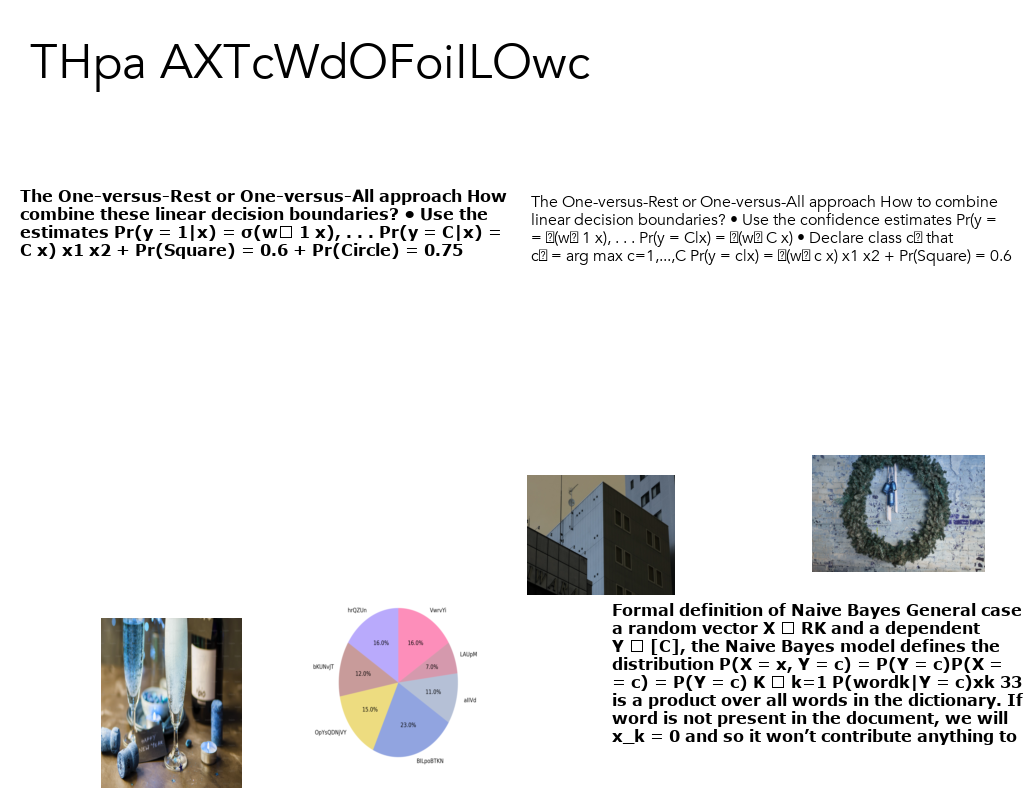 THpa AXTcWdOFoilLOwc
The One-versus-Rest or One-versus-All approach How
combine these linear decision boundaries? • Use the
estimates Pr(y = 1|x) = σ(w□ 1 x), . . . Pr(y = C|x) =
C x) x1 x2 + Pr(Square) = 0.6 + Pr(Circle) = 0.75
The One-versus-Rest or One-versus-All approach How to combine
linear decision boundaries? • Use the confidence estimates Pr(y =
= □(w□ 1 x), . . . Pr(y = C|x) = □(w□ C x) • Declare class c□ that
c□ = arg max c=1,...,C Pr(y = c|x) = □(w□ c x) x1 x2 + Pr(Square) = 0.6
Formal definition of Naive Bayes General case
a random vector X □ RK and a dependent
Y □ [C], the Naive Bayes model defines the
distribution P(X = x, Y = c) = P(Y = c)P(X =
= c) = P(Y = c) K □ k=1 P(wordk|Y = c)xk 33
is a product over all words in the dictionary. If
word is not present in the document, we will
x_k = 0 and so it won’t contribute anything to
hrQZUn
VwrvYi
16.0%
16.0%
LAUpM
7.0%
bKUNvJT
12.0%
11.0%
allVd
15.0%
23.0%
OpYsQDNjVY
BILpoBTKN
HAPPY
NEW YEAR